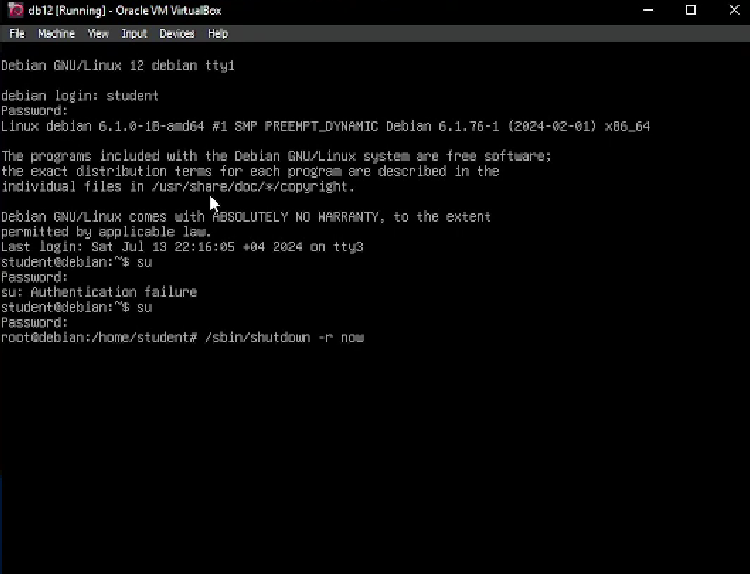 db12 [Running] - Oracle VM VirtualBox
File Machine View Input Devices Help
Debian GNU/Linux 12 debian tty1
debian login: student
Password:
Linux debian 6.1.0-18-amd64 #1 SMP PREEMPT_DYNAMIC Debian 6.1.76-1 (2024-02-01) x86_64
The programs included with the Debian GNU/Linux system are free software;
the exact distribution terms for each program are described in the
individual files in /usr/share/doc/*/copyright.
Debian GNU/Linux comes with ABSOLUTELY NO WARRANTY, to the extent
permitted by applicable law.
Last login: Sat Jul 13 22:16:05 +04 2024 on tty3
student@debian:~$ su
Password:
su: Authentication failure
student@debian:~$ su
Password:
root@debian:/home/student# /sbin/shutdown -r now